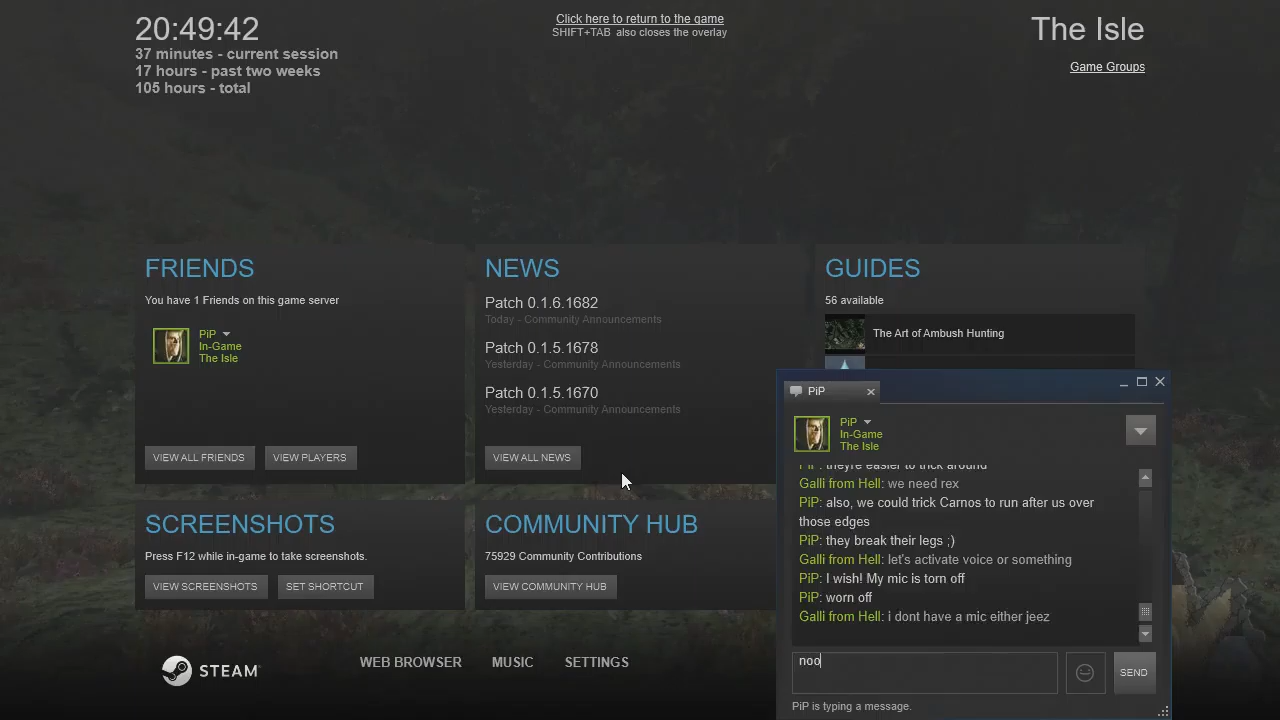 20:49:42
37 minutes - current session
17 hours - past two weeks
105 hours - total
Click here to return to the game
SHIFT+TAB also closes the overlay
The Isle
Game Groups
FRIENDS
You have 1 Friends on this game server
PiP
In-Game
The Isle
VIEW ALL FRIENDS
VIEW PLAYERS
NEWS
Patch 0.1.6.1682
Today - Community Announcements
Patch 0.1.5.1678
Yesterday - Community Announcements
Patch 0.1.5.1670
Yesterday - Community Announcements
VIEW ALL NEWS
GUIDES
56 available
The Art of Ambush Hunting
SCREENSHOTS
Press F12 while in-game to take screenshots.
VIEW SCREENSHOTS
SET SHORTCUT
COMMUNITY HUB
75929 Community Contributions
VIEW COMMUNITY HUB
PiP
PiP
In-Game
The Isle
PiP: theyre easier to trick around
Galli from Hell: we need rex
PiP: also, we could trick Carnos to run after us over
those edges
PiP: they break their legs ;)
Galli from Hell: let's activate voice or something
PiP: I wish! My mic is torn off
PiP: worn off
Galli from Hell: i dont have a mic either jeez
noo
SEND
PiP is typing a message.
STEAM
WEB BROWSER
MUSIC
SETTINGS